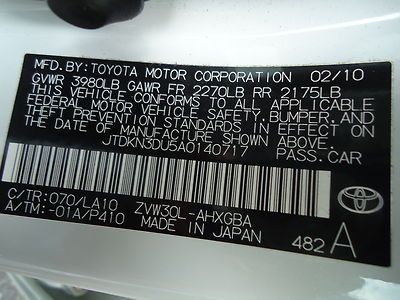 MFD.BY:TOYOTA MOTOR CORPORATION 02/10
GVWR 3980LB GAWR FR 2270LB RR 2175LB
THIS VEHICLE CONFORMS TO ALL APPLICABLE
FEDERAL MOTOR VEHICLE SAFETY, BUMPER, AND
THEFT PREVENTION STANDARDS IN EFFECT ON
THE DATE OF MANUFACTURE SHOWN ABOVE.
JTDKN3DU5A0140717 PASS.CAR
C/TR:070/LA10 ZVW30L-AHXGBA
A/TM:-01A/P410 MADE IN JAPAN
TOYOTA
482 A